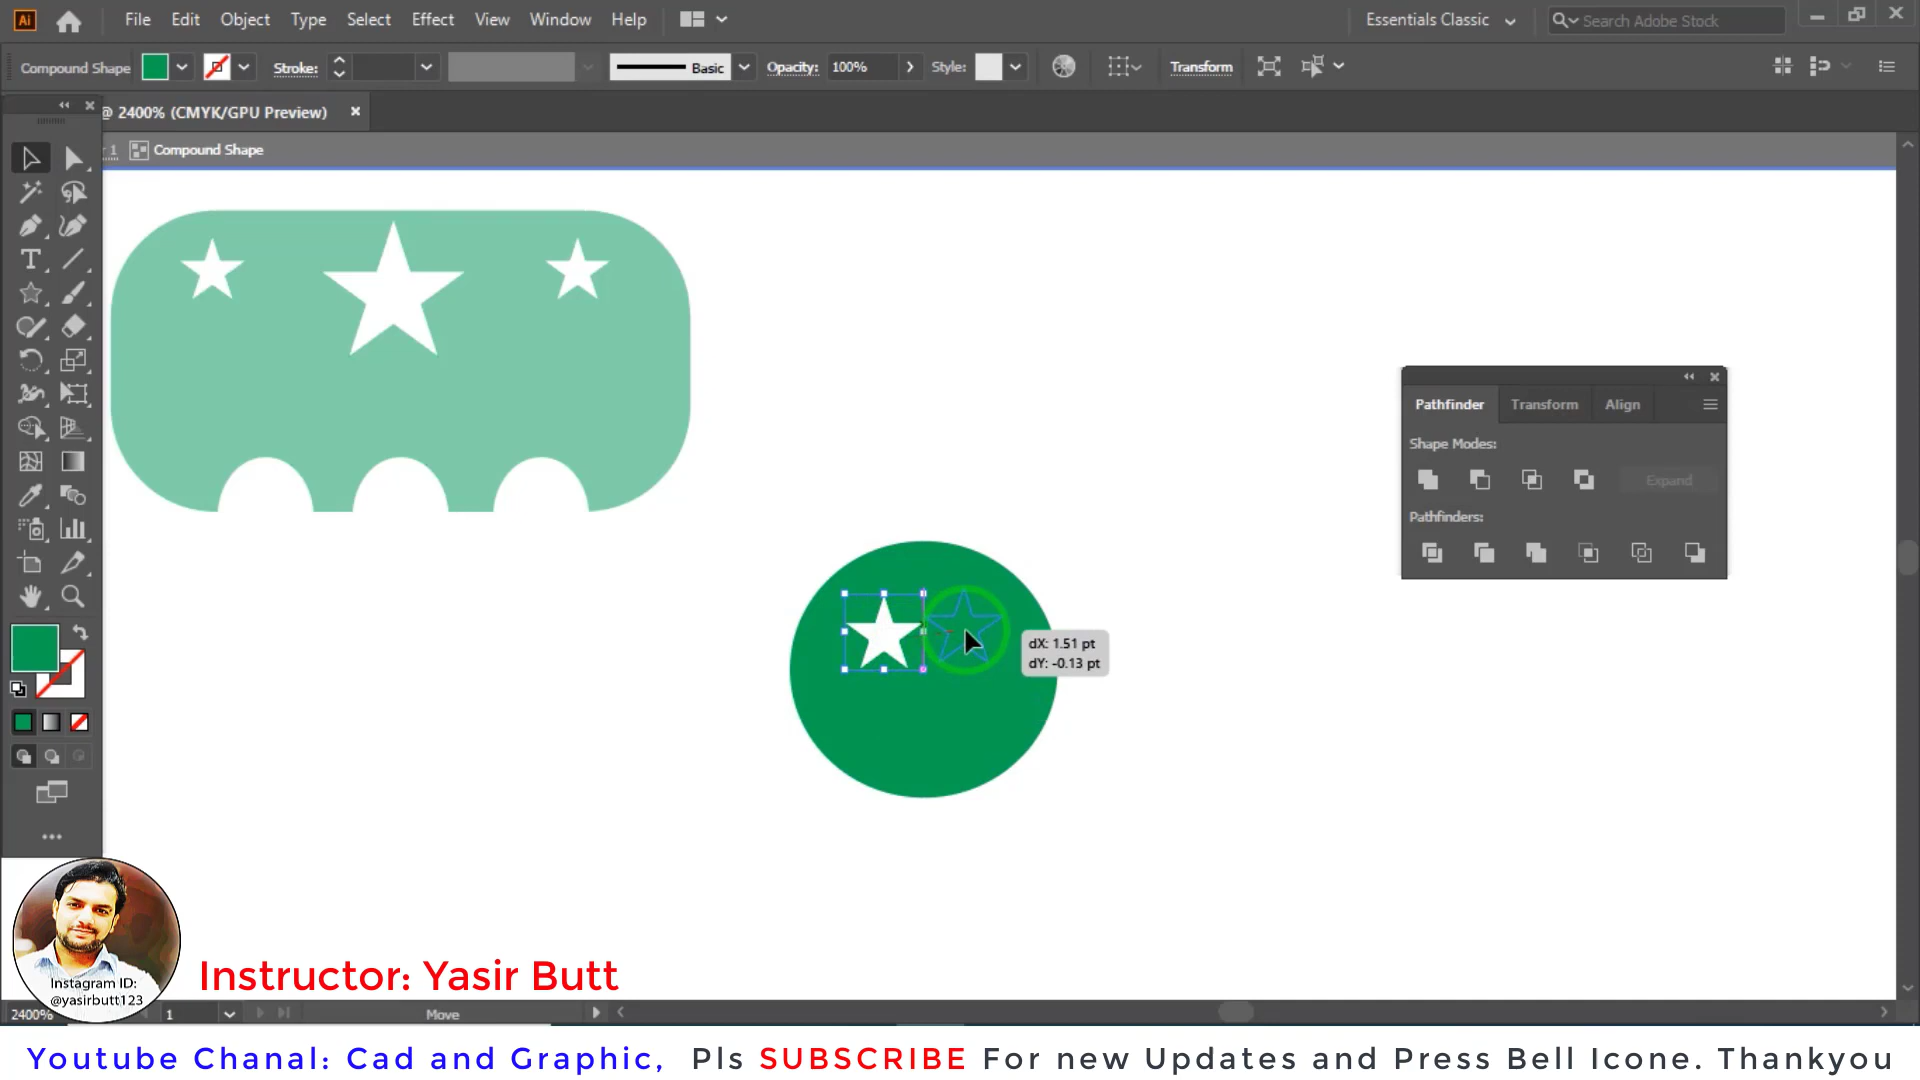 Ai File Edit Object Type Select Effect View Window Help Essentials Classic Search Adobe Stock
Compound Shape Stroke: Basic Opacity: 100% Style: Transform
@ 2400% (CMYK/GPU Preview)
1 Compound Shape
Pathfinder Transform Align
Shape Modes:
Expand
Pathfinders:
dX: 1.51 pt
dY: -0.13 pt
Instructor: Yasir Butt
Instagram ID:
@yasirbutt123
2400% 1 Move
Youtube Chanal: Cad and Graphic, Pls SUBSCRIBE For new Updates and Press Bell Icone. Thankyou